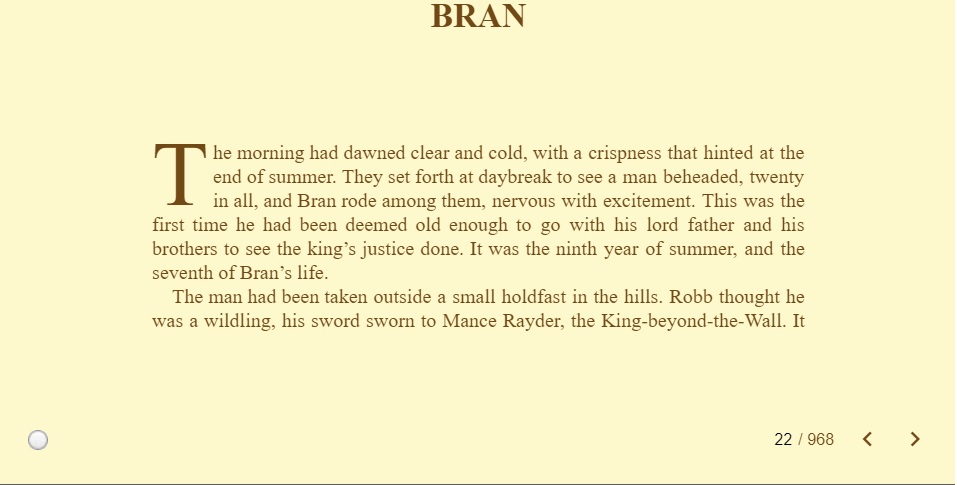 BRAN
The morning had dawned clear and cold, with a crispness that hinted at the
end of summer. They set forth at daybreak to see a man beheaded, twenty
in all, and Bran rode among them, nervous with excitement. This was the
first time he had been deemed old enough to go with his lord father and his
brothers to see the king’s justice done. It was the ninth year of summer, and the
seventh of Bran’s life.
The man had been taken outside a small holdfast in the hills. Robb thought he
was a wildling, his sword sworn to Mance Rayder, the King-beyond-the-Wall. It
22 / 968